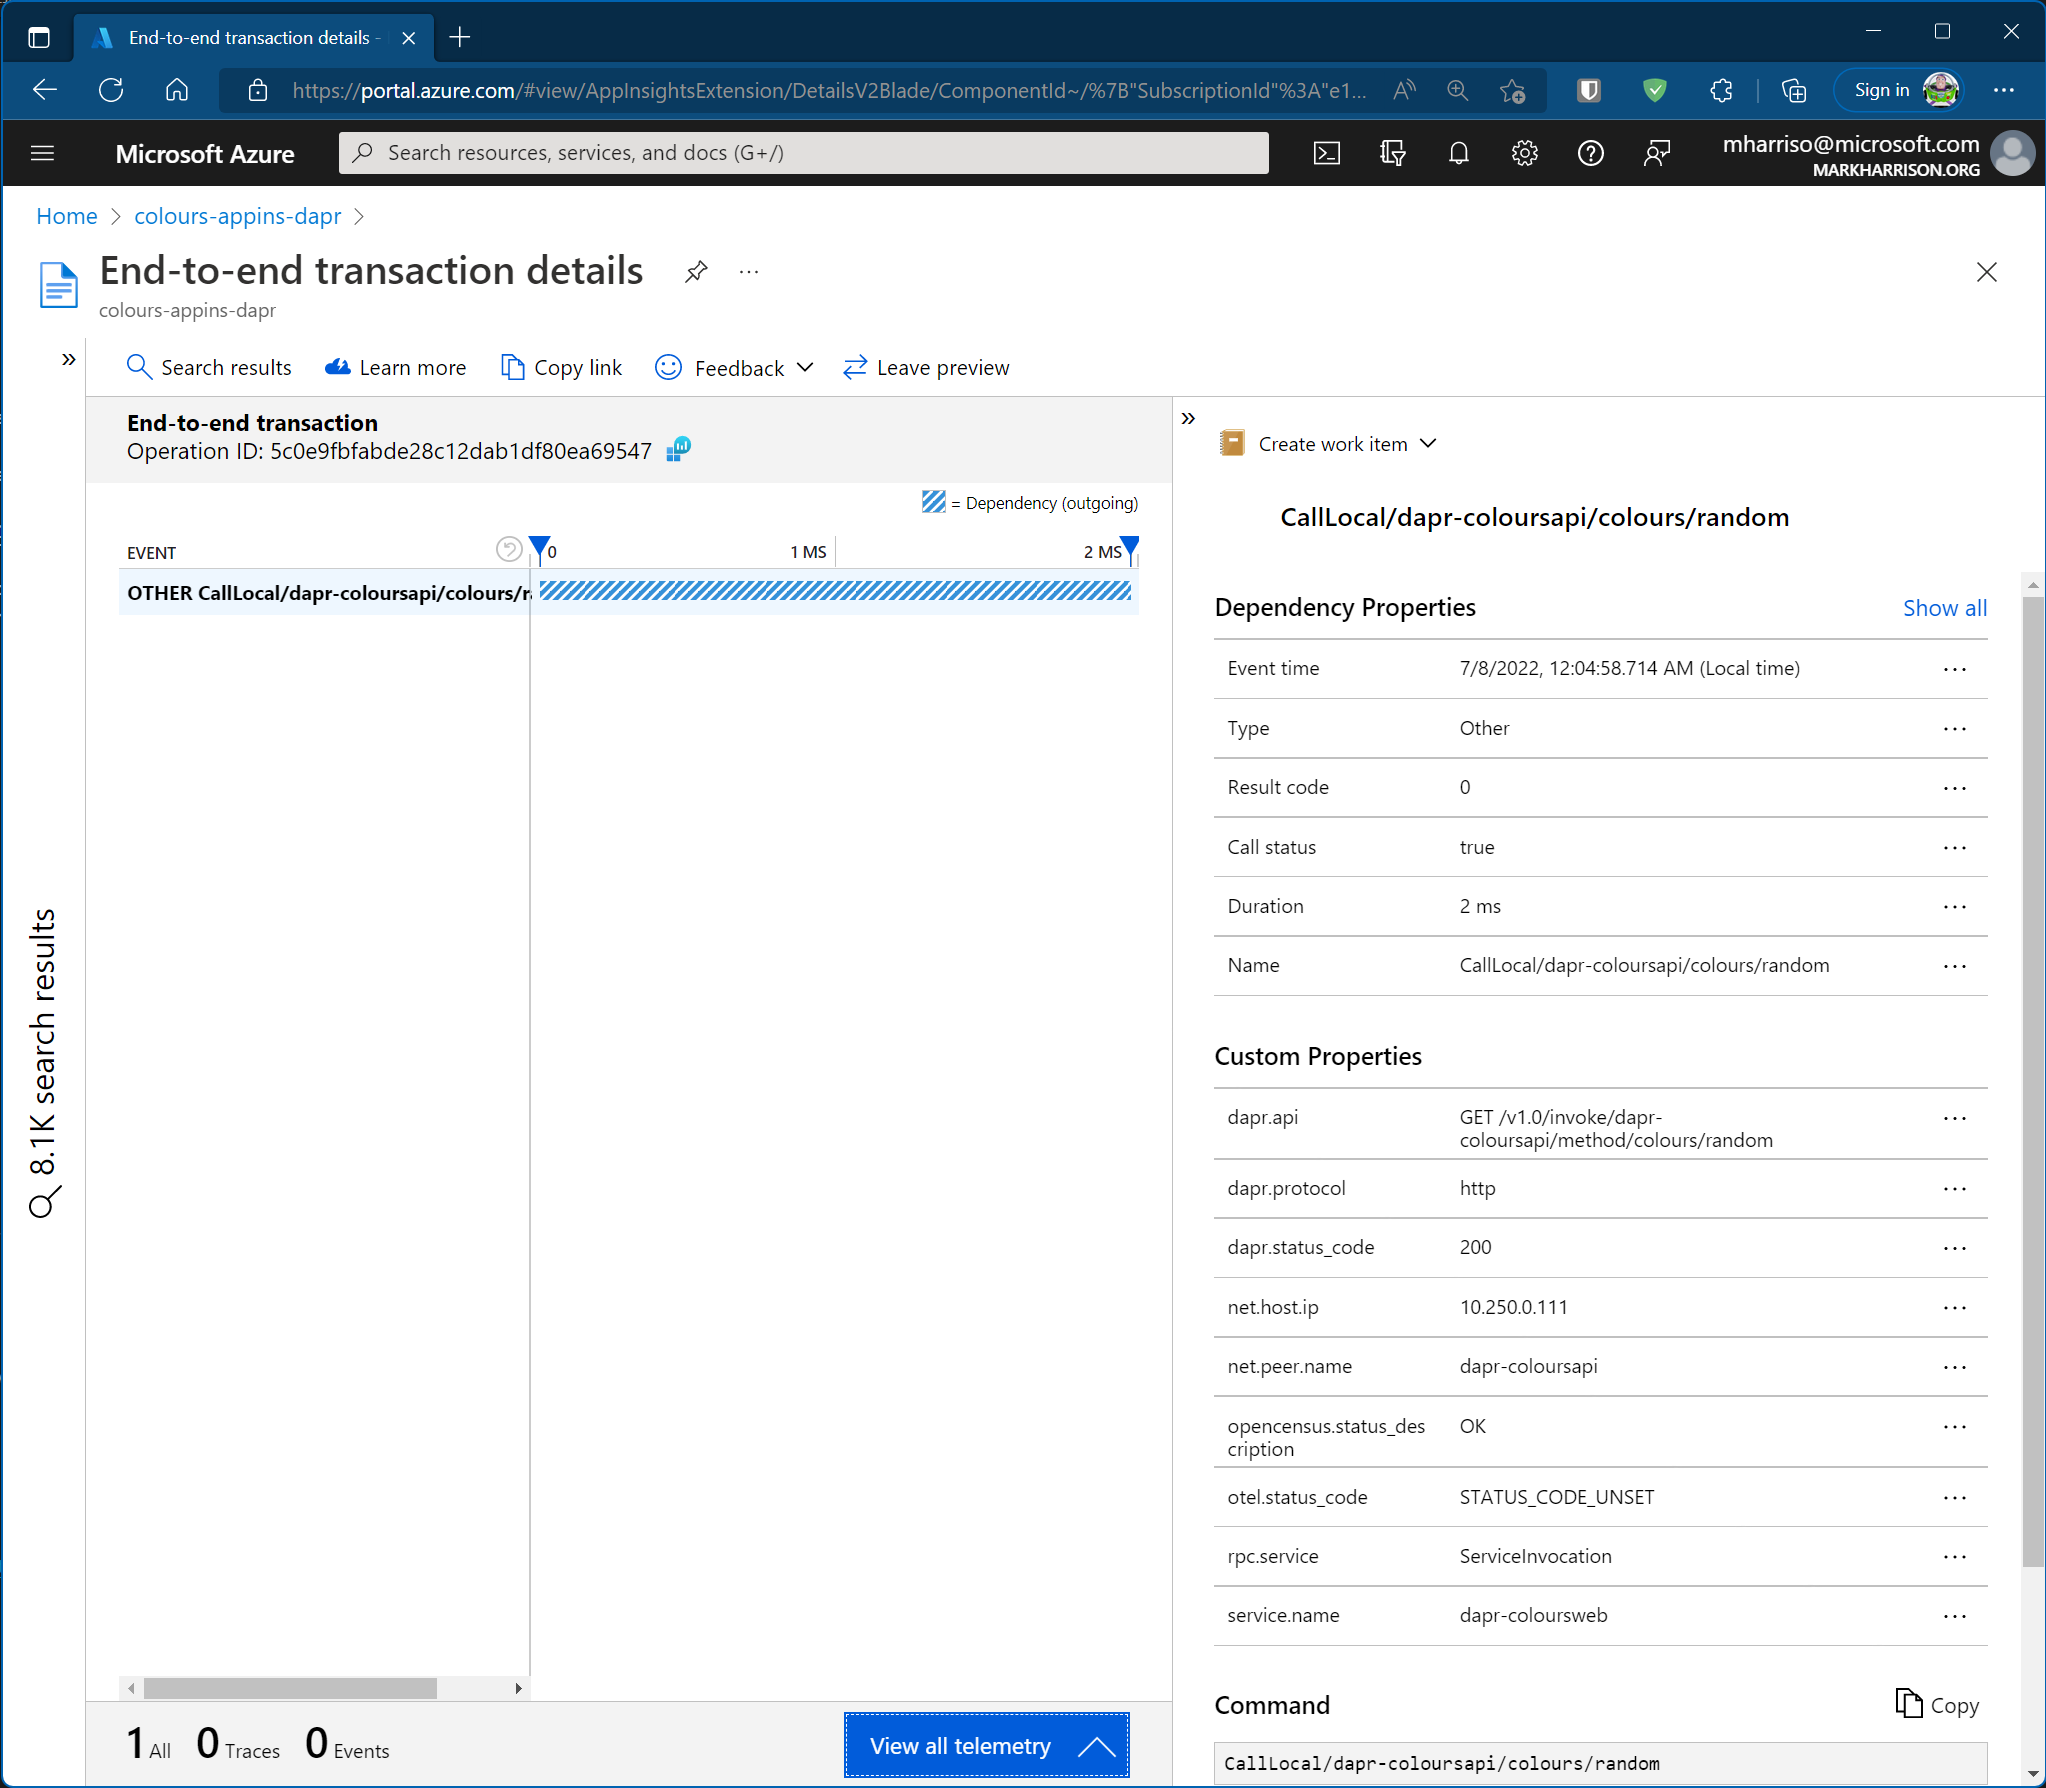 End-to-end transaction details -
https://portal.azure.com/#view/AppInsightsExtension/DetailsV2Blade/ComponentId~/%7B"SubscriptionId"%3A"e1...
Sign in
Microsoft Azure
Search resources, services, and docs (G+/)
mharriso@microsoft.com
MARKHARRISON.ORG
Home > colours-appins-dapr >
End-to-end transaction details
colours-appins-dapr
Search results
Learn more
Copy link
Feedback
Leave preview
8.1K search results
End-to-end transaction
Operation ID: 5c0e9fbfabde28c12dab1df80ea69547
= Dependency (outgoing)
EVENT
0
1 MS
2 MS
OTHER CallLocal/dapr-coloursapi/colours/ra
1 All
0 Traces
0 Events
View all telemetry
Create work item
CallLocal/dapr-coloursapi/colours/random
Dependency Properties
Show all
Event time 7/8/2022, 12:04:58.714 AM (Local time) ...
Type Other ...
Result code 0 ...
Call status true ...
Duration 2 ms ...
Name CallLocal/dapr-coloursapi/colours/random ...
Custom Properties
dapr.api GET /v1.0/invoke/dapr- ...
coloursapi/method/colours/random
dapr.protocol http ...
dapr.status_code 200 ...
net.host.ip 10.250.0.111 ...
net.peer.name dapr-coloursapi ...
opencensus.status_des OK ...
cription
otel.status_code STATUS_CODE_UNSET ...
rpc.service ServiceInvocation ...
service.name dapr-coloursweb ...
Command
Copy
CallLocal/dapr-coloursapi/colours/random